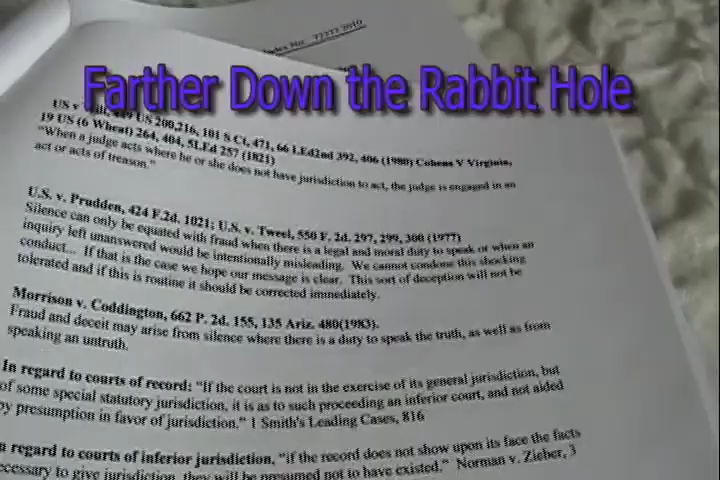 Index No. ????? 2010
Farther Down the Rabbit Hole
US v Will, 449 US 200,216, 101 S Ct, 471, 66 LEd2nd 392, 406 (1980) Cohens V Virginia,
19 US (6 Wheat) 264, 404, 5LEd 257 (1821)
"When a judge acts where he or she does not have jurisdiction to act, the judge is engaged in an
act or acts of treason."
U.S. v. Prudden, 424 F.2d. 1021; U.S. v. Tweel, 550 F. 2d. 297, 299, 300 (1977)
Silence can only be equated with fraud when there is a legal and moral duty to speak or when an
inquiry left unanswered would be intentionally misleading. We cannot condone this shocking
conduct... If that is the case we hope our message is clear. This sort of deception will not be
tolerated and if this is routine it should be corrected immediately.
Morrison v. Coddington, 662 P. 2d. 155, 135 Ariz. 480(1983).
Fraud and deceit may arise from silence where there is a duty to speak the truth, as well as from
speaking an untruth.
In regard to courts of record: "If the court is not in the exercise of its general jurisdiction, but
of some special statutory jurisdiction, it is as to such proceeding an inferior court, and not aided
by presumption in favor of jurisdiction." 1 Smith's Leading Cases, 816
n regard to courts of inferior jurisdiction, "if the record does not show upon its face the facts
ecessary to give jurisdiction, they will be presumed not to have existed." Norman v. Zieber, 3